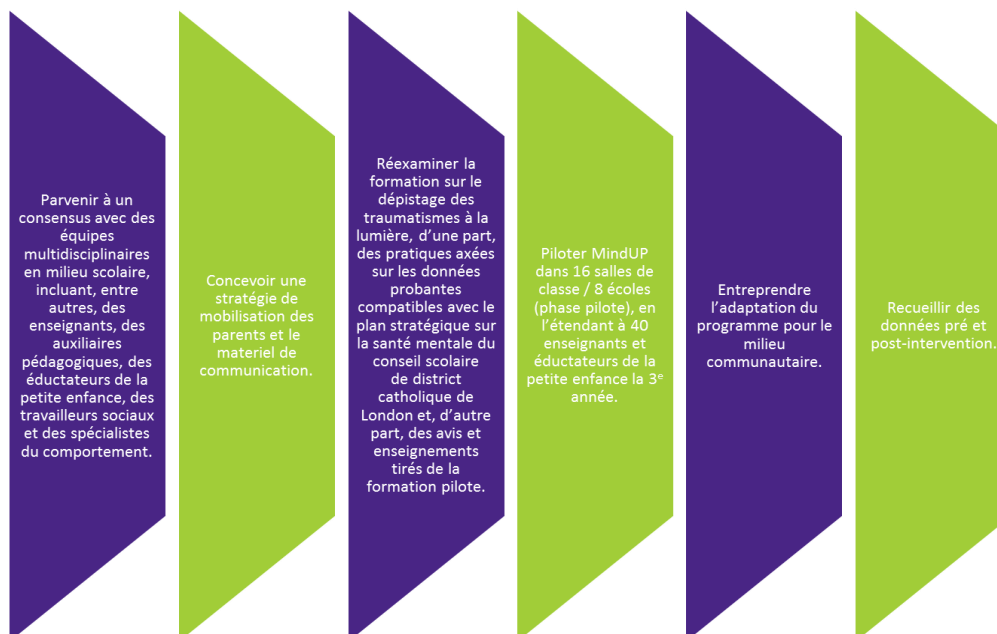 Parvenir à un
consensus avec des
équipes
multidisciplinaires
en milieu scolaire,
incluant, entre
autres, des
enseignants, des
auxiliaires
pédagogiques, des
éductateurs de la
petite enfance, des
travailleurs sociaux
et des spécialistes
du comportement.
Concevoir une
stratégie de
mobilisation des
parents et le
materiel de
communication.
Réexaminer la
formation sur le
dépistage des
traumatismes à la
lumière, d’une part,
des pratiques axées
sur les données
probantes
compatibles avec le
plan stratégique sur
la santé mentale du
conseil scolaire
de district
catholique de
London et, d’autre
part, des avis et
enseignements
tirés de la
formation pilote.
Piloter MindUP
dans 16 salles de
classe / 8 écoles
(phase pilote), en
l’étendant à 40
enseignants et
éductateurs de la
petite enfance la 3e
année.
Entreprendre
l’adaptation du
programme pour le
milieu
communautaire.
Recueillir des
données pré et
post-intervention.